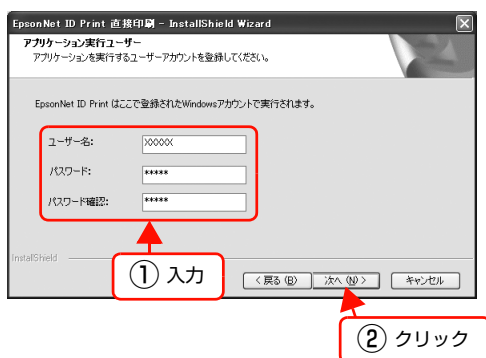 EpsonNet ID Print 直接印刷 - InstallShield Wizard
アプリケーション実行ユーザー
アプリケーションを実行するユーザーアカウントを登録してください。
EpsonNet ID Print はここで登録されたWindowsアカウントで実行されます。
ユーザー名: XXXXX
パスワード: *****
パスワード確認: *****
InstallShield
① 入力
< 戻る (B) 次へ (N) > キャンセル
② クリック